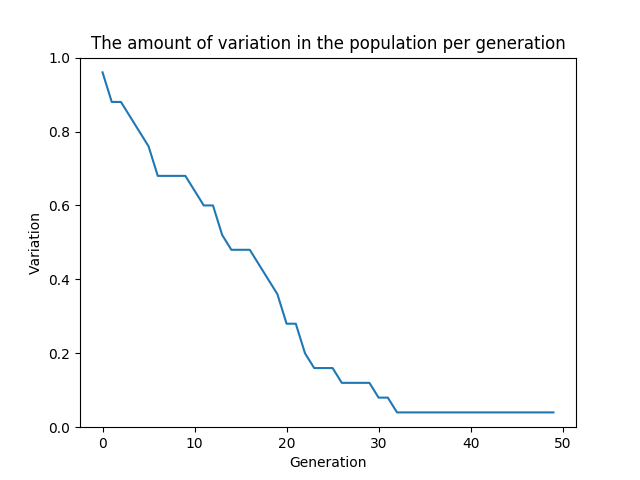 The amount of variation in the population per generation
1.0
0.8
0.6
0.4
0.2
0.0
Variation
0 10 20 30 40 50
Generation